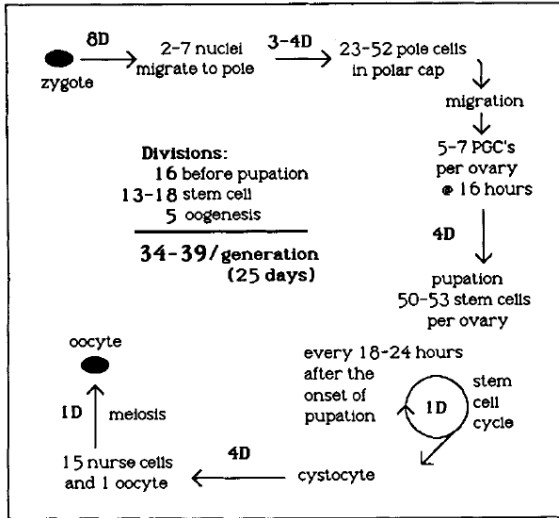 8D
zygote
2-7 nuclei
migrate to pole
3-4D
23-52 pole cells
in polar cap
migration
5-7 PGC's
per ovary
@ 16 hours
4D
pupation
50-53 stem cells
per ovary
Divisions:
16 before pupation
13-18 stem cell
5 oogenesis
34-39/generation
(25 days)
every 18-24 hours
after the
onset of
pupation
1D
stem
cell
cycle
cystocyte
4D
15 nurse cells
and 1 oocyte
1D
meiosis
oocyte